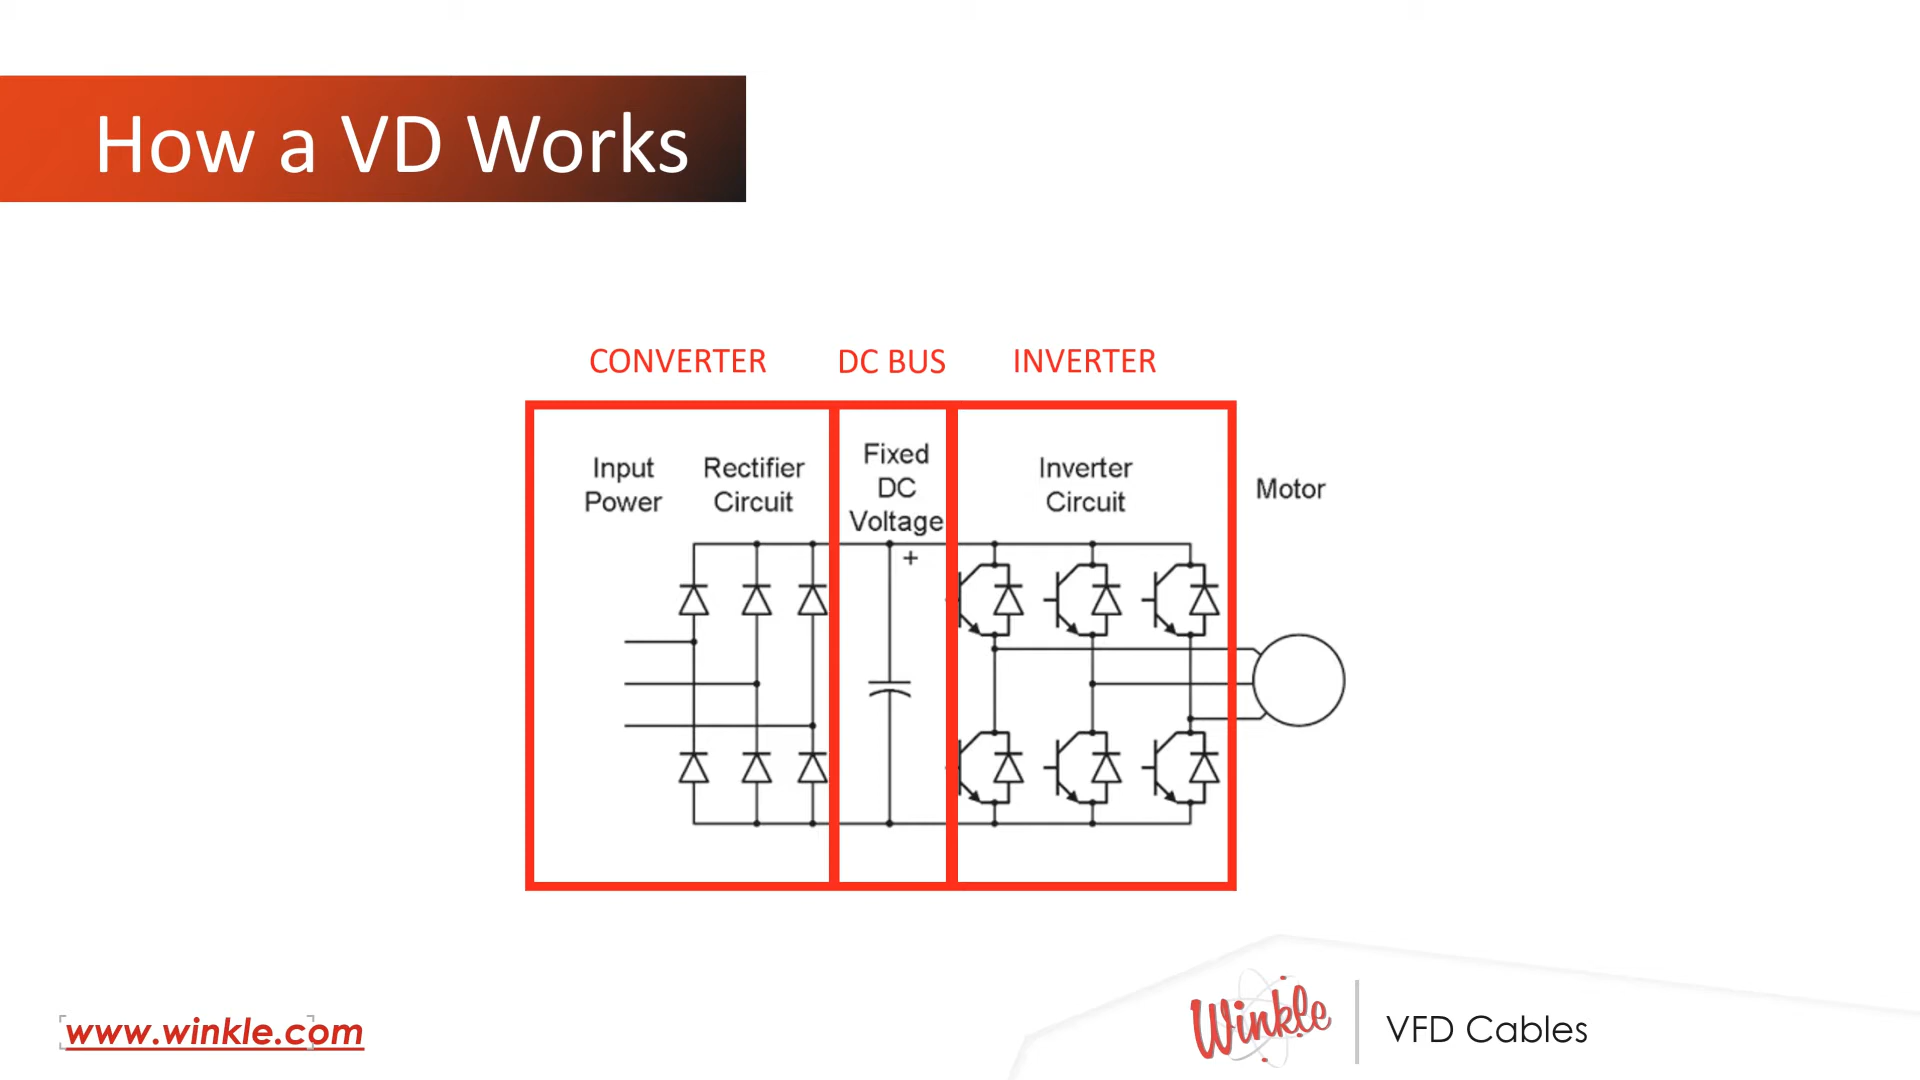 How a VD Works
CONVERTER
DC BUS
INVERTER
Input
Power
Rectifier
Circuit
Fixed
DC
Voltage
+
Inverter
Circuit
Motor
www.winkle.com
Winkle
VFD Cables